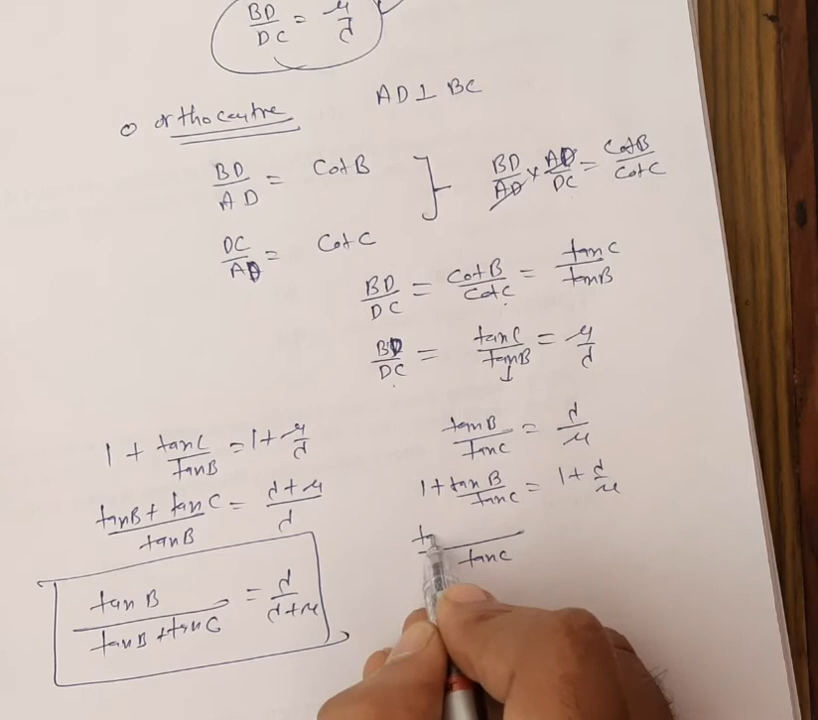 BD/DC = μ/d
o orthocentre AD ⊥ BC
BD/AD = Cot B } BD/AD × AD/DC = Cot B/Cot C
DC/AD = Cot C
BD/DC = Cot B/Cot C = tan C/tan B
BD/DC = tan C/tan B = μ/d
tan B/tan C = d/μ
1 + tan C/tan B = 1 + μ/d
1 + tan B/tan C = 1 + d/μ
tan B + tan C/tan B = d + μ/d
ta /tan C
tan B/tan B + tan C = d/d + μ